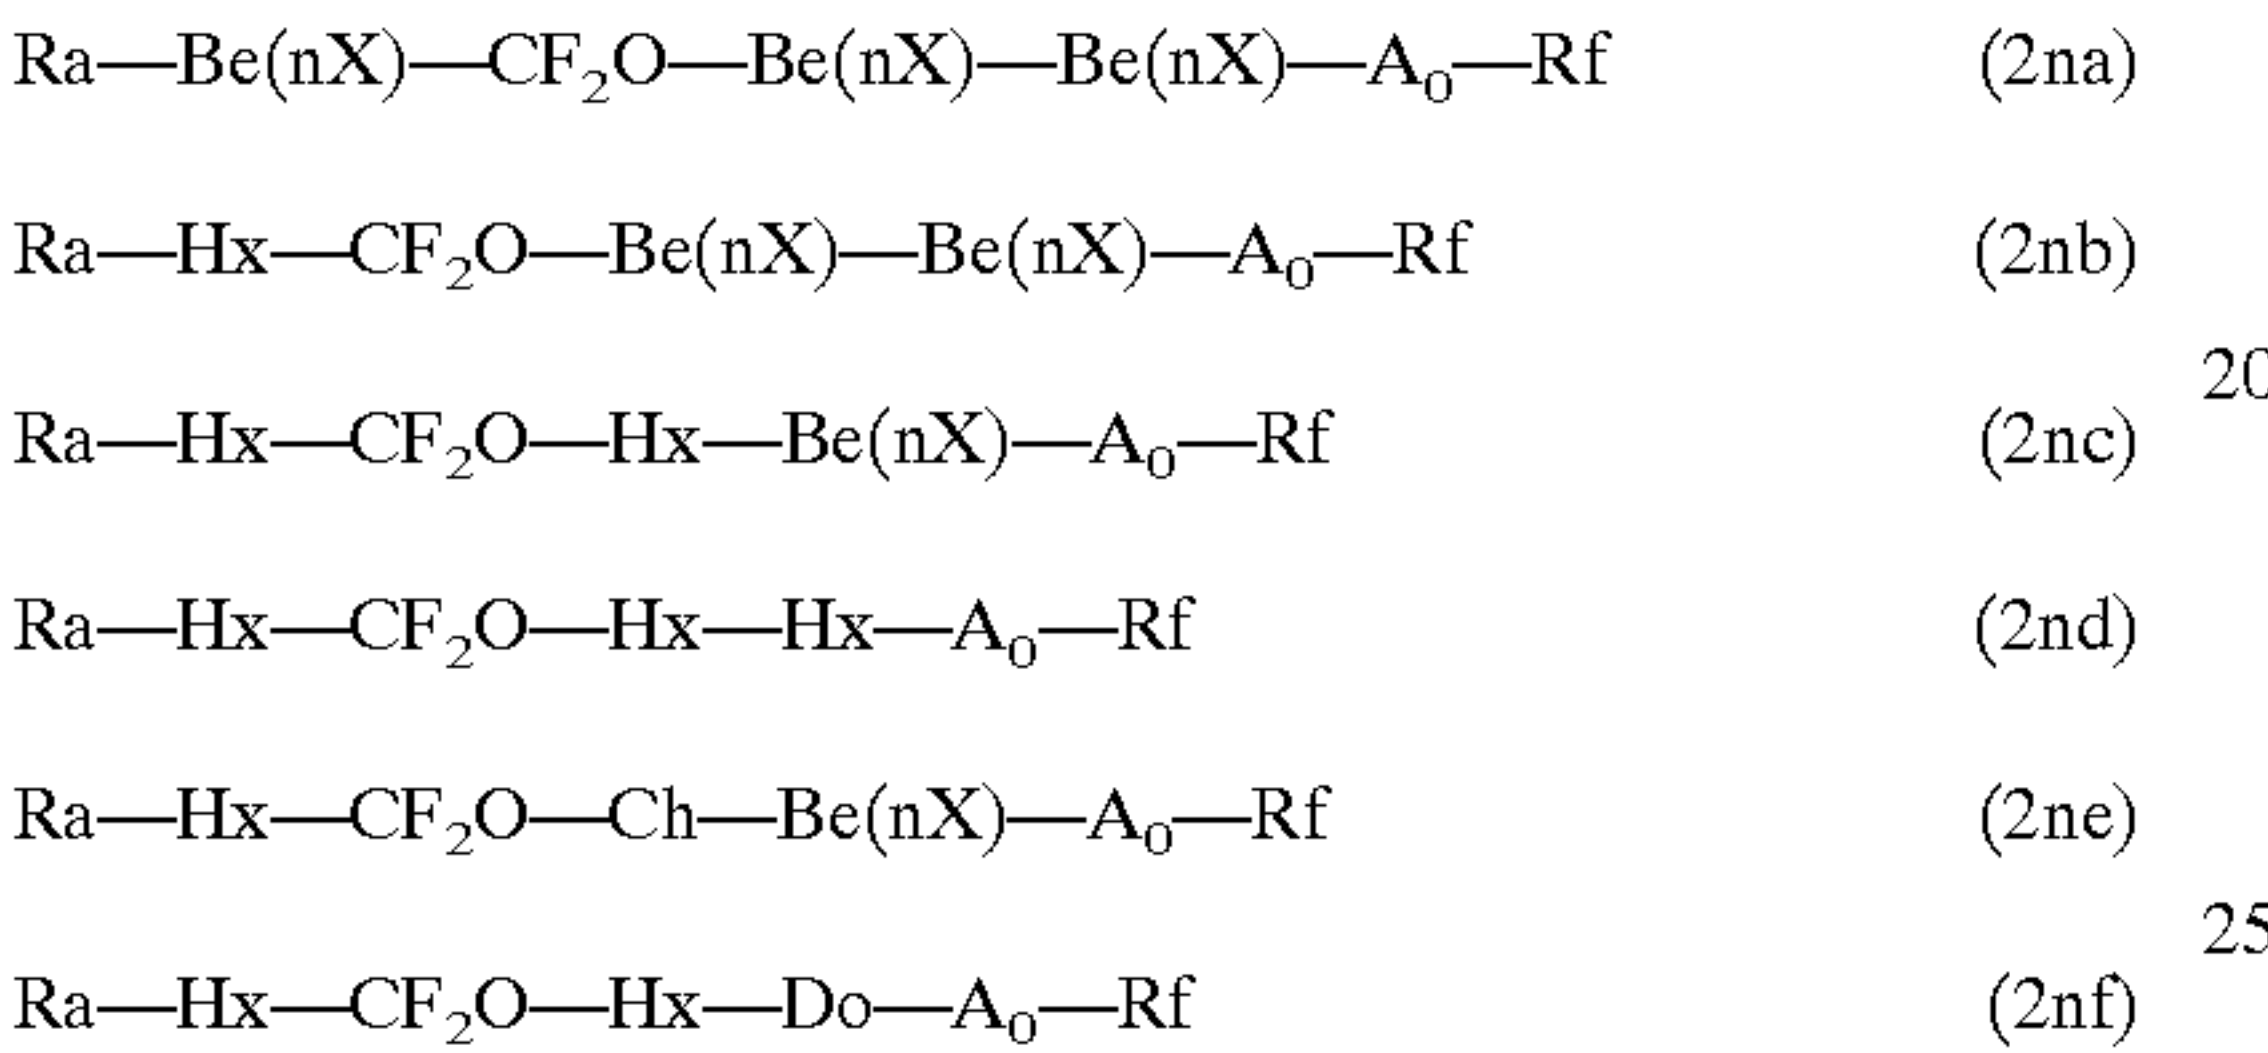 Ra—Be(nX)—CF₂O—Be(nX)—Be(nX)—A₀—Rf (2na)
Ra—Hx—CF₂O—Be(nX)—Be(nX)—A₀—Rf (2nb)
20
Ra—Hx—CF₂O—Hx—Be(nX)—A₀—Rf (2nc)
Ra—Hx—CF₂O—Hx—Hx—A₀—Rf (2nd)
Ra—Hx—CF₂O—Ch—Be(nX)—A₀—Rf (2ne)
25
Ra—Hx—CF₂O—Hx—Do—A₀—Rf (2nf)